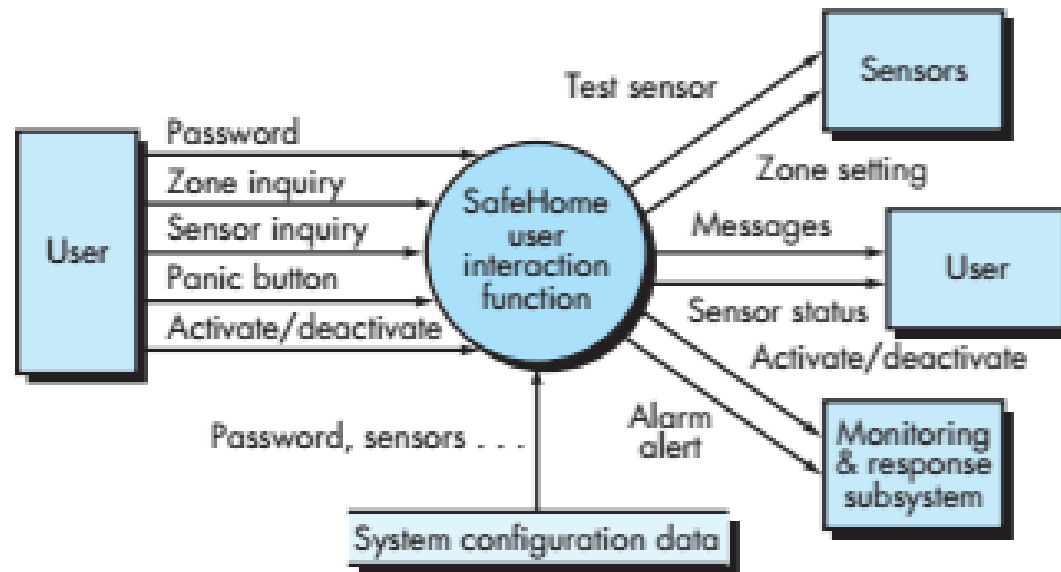 User
Password
Zone inquiry
Sensor inquiry
Panic button
Activate/deactivate
SafeHome
user
interaction
function
Password, sensors . . .
System configuration data
Test sensor
Zone setting
Sensors
Messages
Sensor status
User
Activate/deactivate
Alarm
alert
Monitoring
& response
subsystem